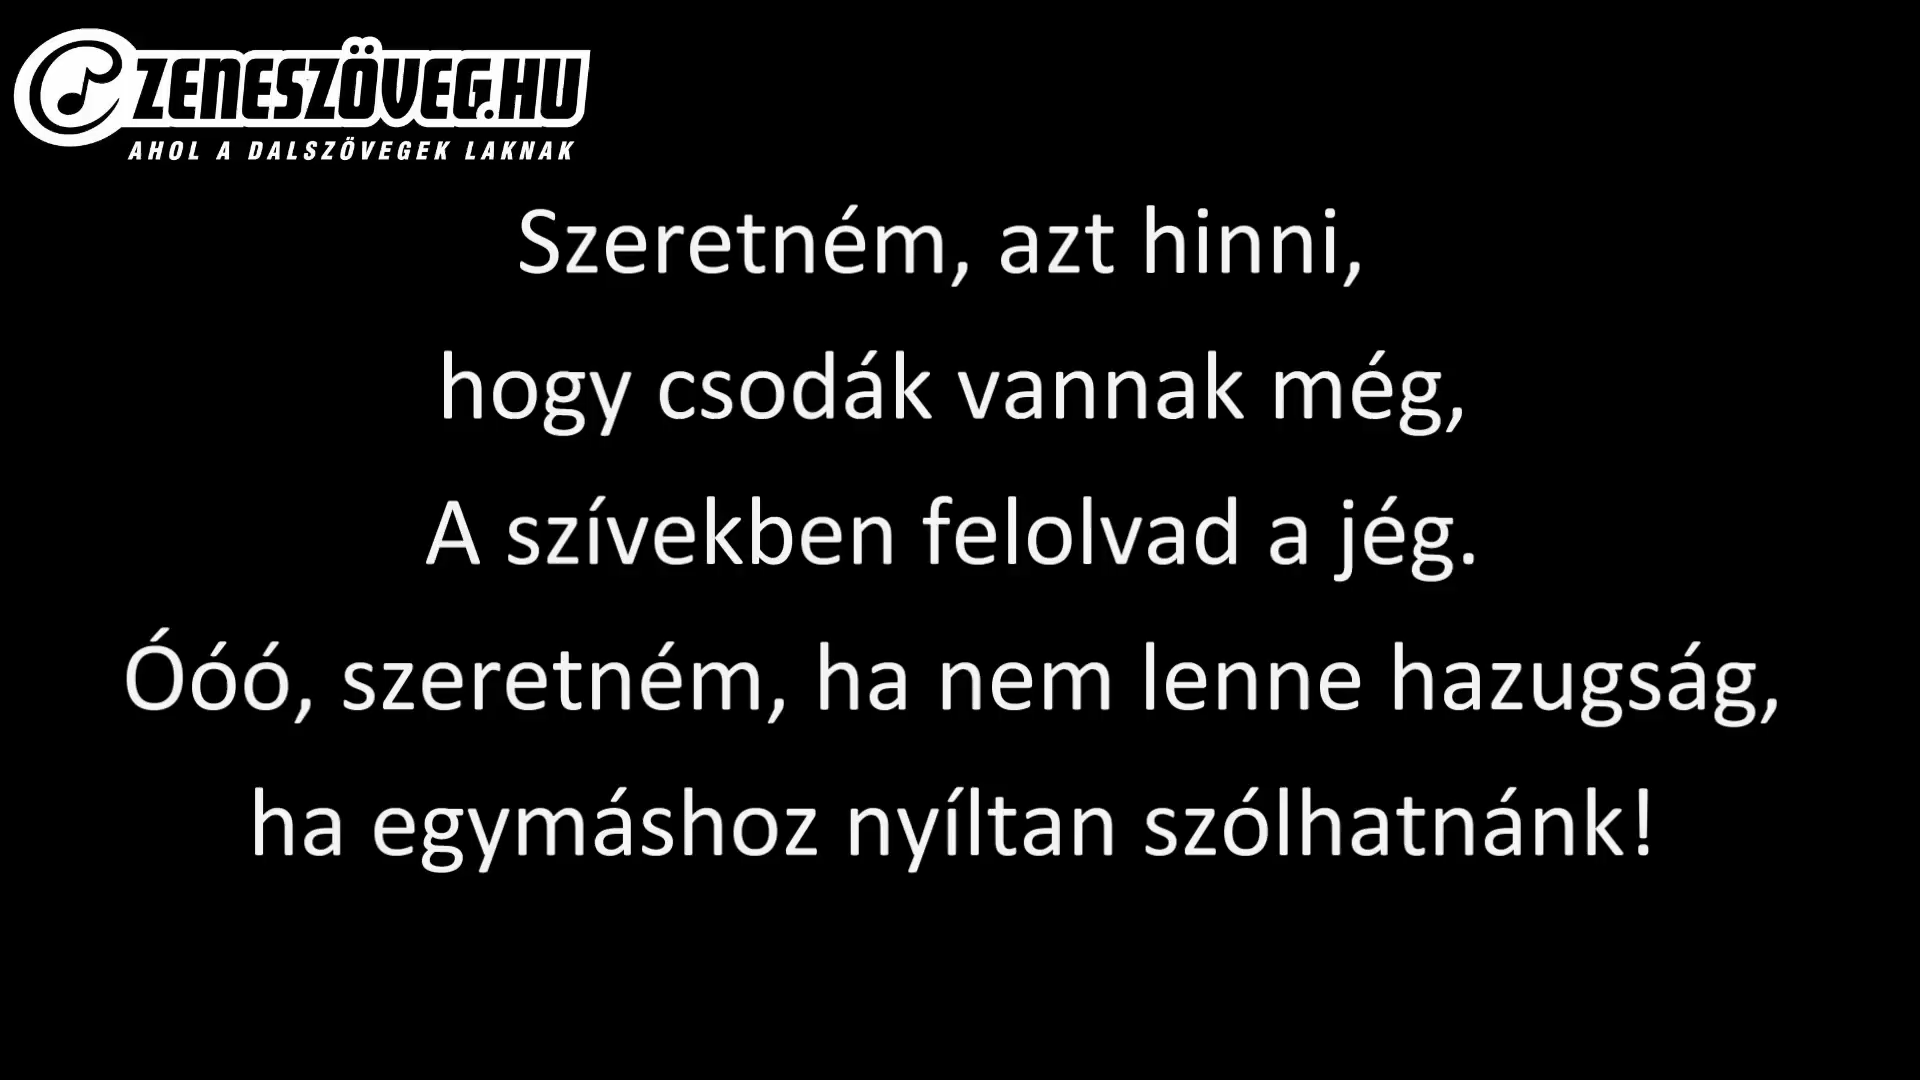 ZENESZÖVEG.HU
AHOL A DALSZÖVEGEK LAKNAK
Szeretném, azt hinni,
hogy csodák vannak még,
A szívekben felolvad a jég.
Óóó, szeretném, ha nem lenne hazugság,
ha egymáshoz nyíltan szólhatnánk!